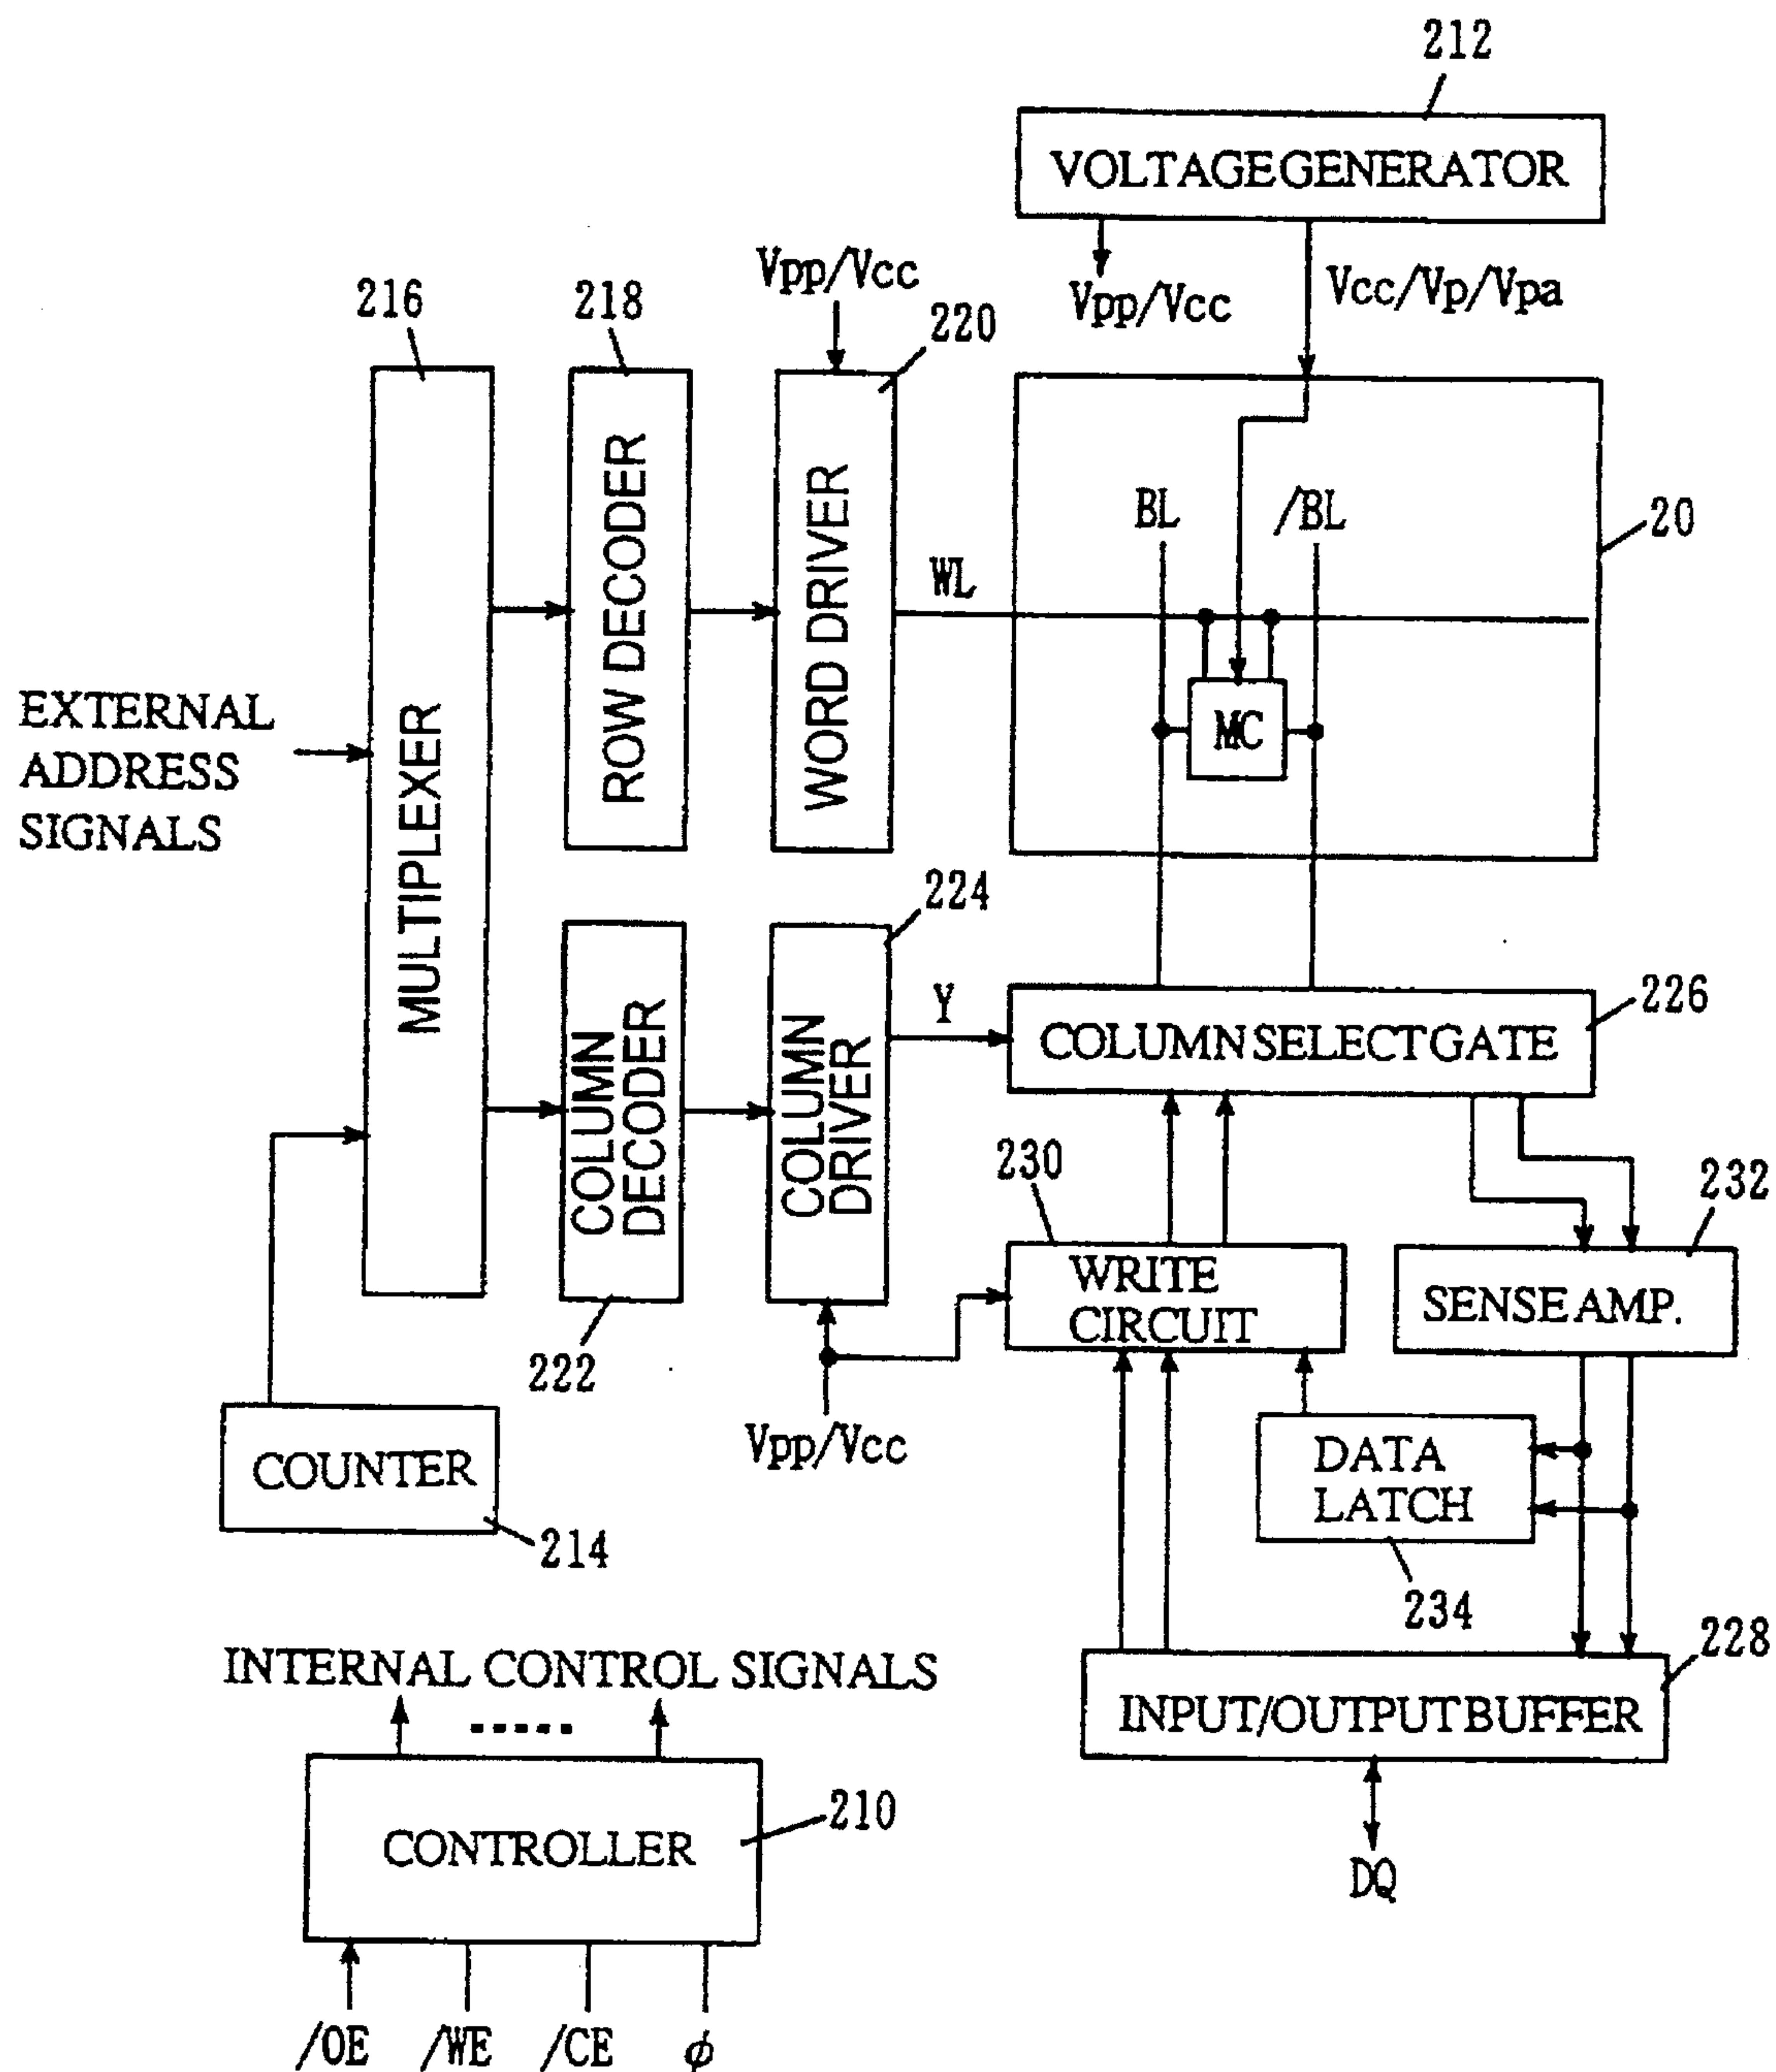 212
VOLTAGE GENERATOR
Vpp/Vcc
Vpp/Vcc
Vcc/Vp/Vpa
216
218
220
MULTIPLEXER
ROW DECODER
WORD DRIVER
BL
/BL
20
WL
MC
EXTERNAL
ADDRESS
SIGNALS
224
COLUMN
DECODER
COLUMN
DRIVER
Y
COLUMN SELECT GATE
226
230
232
WRITE
CIRCUIT
SENSE AMP.
222
Vpp/Vcc
COUNTER
214
DATA
LATCH
234
228
INPUT/OUTPUT BUFFER
DQ
INTERNAL CONTROL SIGNALS
.....
CONTROLLER
210
/OE
/WE
/CE
φ